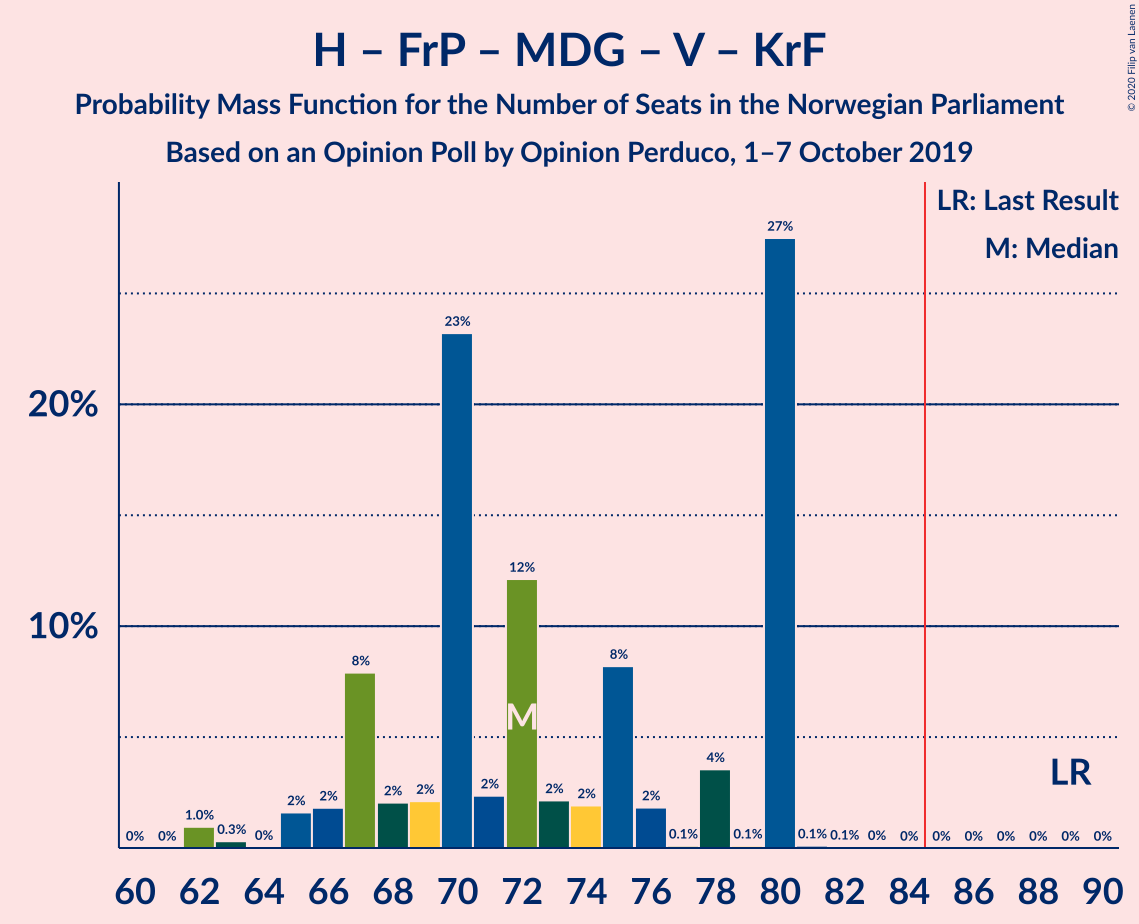 H – FrP – MDG – V – KrF
Probability Mass Function for the Number of Seats in the Norwegian Parliament
Based on an Opinion Poll by Opinion Perduco, 1–7 October 2019
© 2020 Filip van Laenen
LR: Last Result
M: Median
20%
10%
0% 0% 1.0% 0.3% 0% 2% 2% 8% 2% 2% 23% 2% 12% 2% 2% 8% 2% 0.1% 4% 0.1% 27% 0.1% 0.1% 0% 0% 0% 0% 0% 0% 0% 0%
M
LR
60 62 64 66 68 70 72 74 76 78 80 82 84 86 88 90